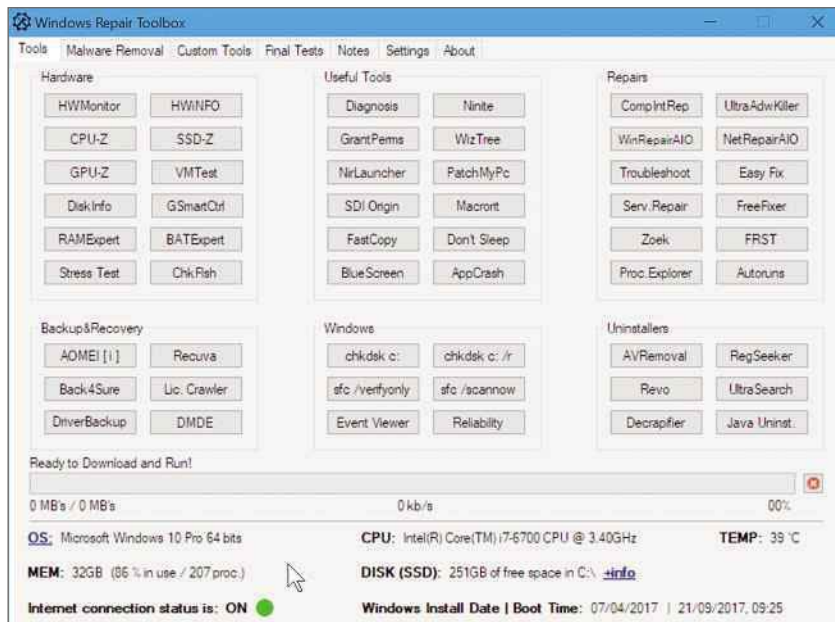 Windows Repair Toolbox
Tools Malware Removal Custom Tools Final Tests Notes Settings About
Hardware
HWMonitor HWiNFO
CPU-Z SSD-Z
GPU-Z VMTest
DiskInfo GSmartCtrl
RAMExpert BATExpert
Stress Test ChkFlsh
Useful Tools
Diagnosis Ninite
GrantPerms WizTree
NirLauncher PatchMyPc
SDI Origin Macrorit
FastCopy Don't Sleep
BlueScreen AppCrash
Repairs
CompIntRep UltraAdwKiller
WinRepairAIO NetRepairAIO
Troubleshoot Easy Fix
Serv.Repair FreeFixer
Zoek FRST
Proc.Explorer Autoruns
Backup&Recovery
AOMEI [ i ] Recuva
Back4Sure Lic. Crawler
DriverBackup DMDE
Windows
chkdsk c: chkdsk c: /r
sfc /verifyonly sfc /scannow
Event Viewer Reliability
Uninstallers
AVRemoval RegSeeker
Revo UltraSearch
Decrapifier Java Uninst.
Ready to Download and Run!
0 MB's / 0 MB's 0 kb/s 00%
OS: Microsoft Windows 10 Pro 64 bits CPU: Intel(R) Core(TM) i7-6700 CPU @ 3.40GHz TEMP: 39 °C
MEM: 32GB (86 % in use / 207 proc.) DISK (SSD): 251GB of free space in C:\ +info
Internet connection status is: ON Windows Install Date | Boot Time: 07/04/2017 | 21/09/2017, 09:25